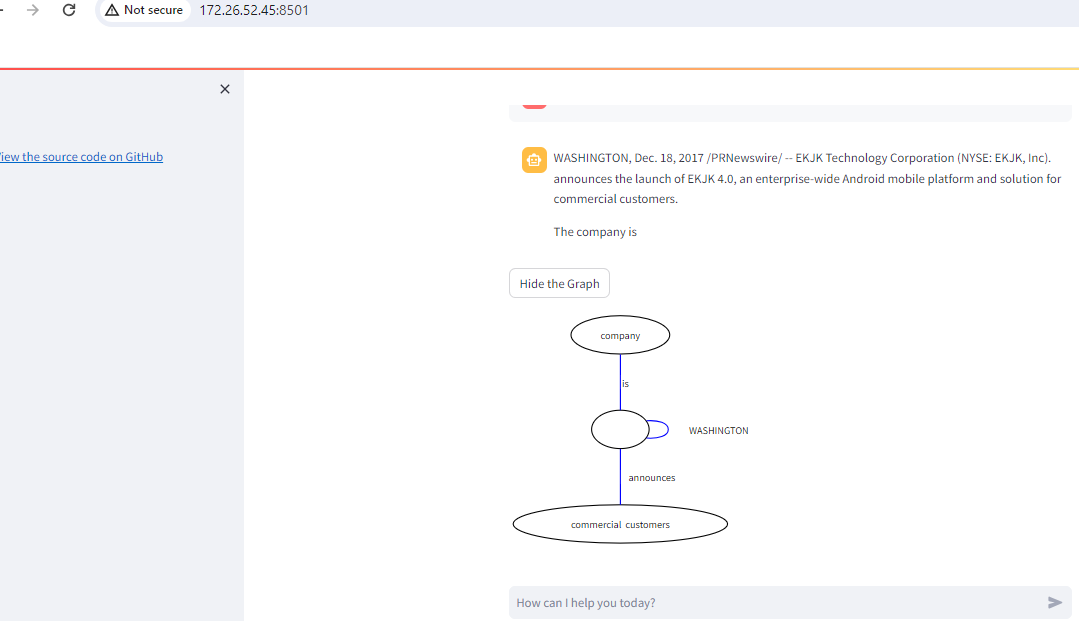 Not secure 172.26.52.45:8501
iew the source code on GitHub
WASHINGTON, Dec. 18, 2017 /PRNewswire/ -- EKJK Technology Corporation (NYSE: EKJK, Inc).
announces the launch of EKJK 4.0, an enterprise-wide Android mobile platform and solution for
commercial customers.
The company is
Hide the Graph
company
is
WASHINGTON
announces
commercial customers
How can I help you today?